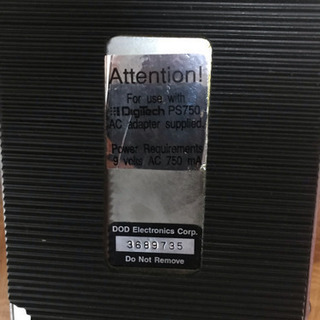 Attention!
For use with
DigiTech PS750
AC adapter supplied.
Power Requirements
9 volts AC 750 mA
DOD Electronics Corp.
3689735
Do Not Remove